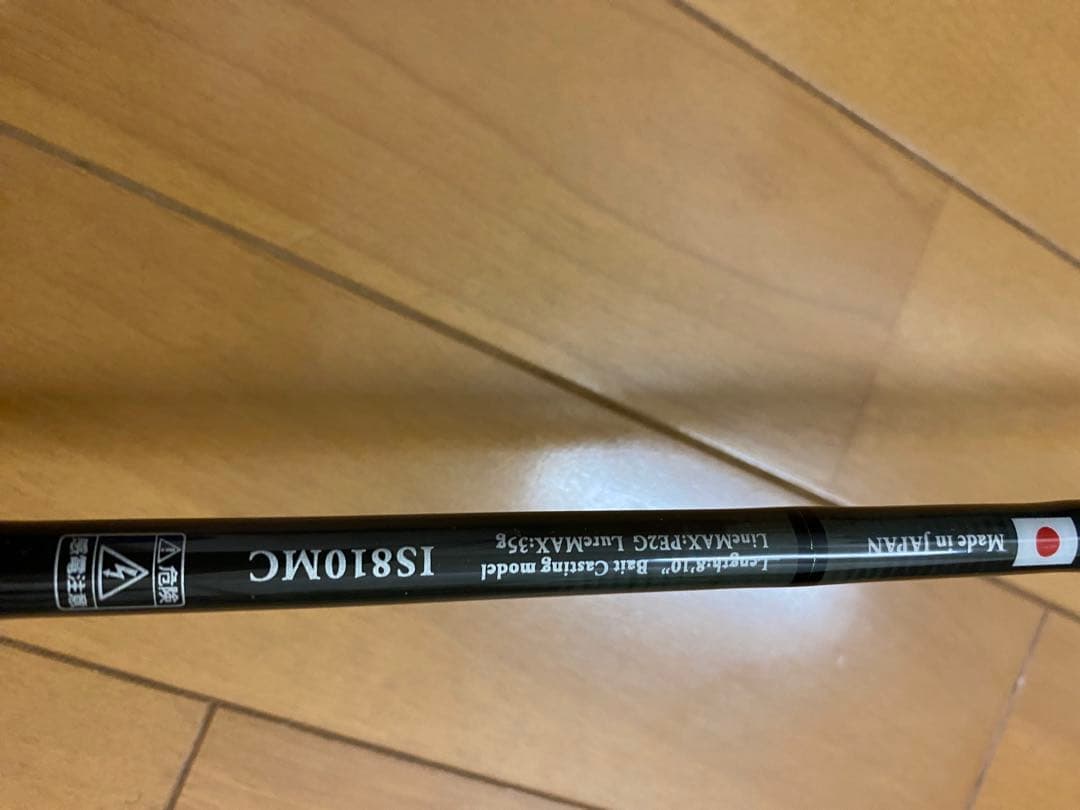 Made in JAPAN
Length:8'10” Bait Casting model
LineMAX:PE2G LureMAX:35g
IS810MC
危険
感電注意